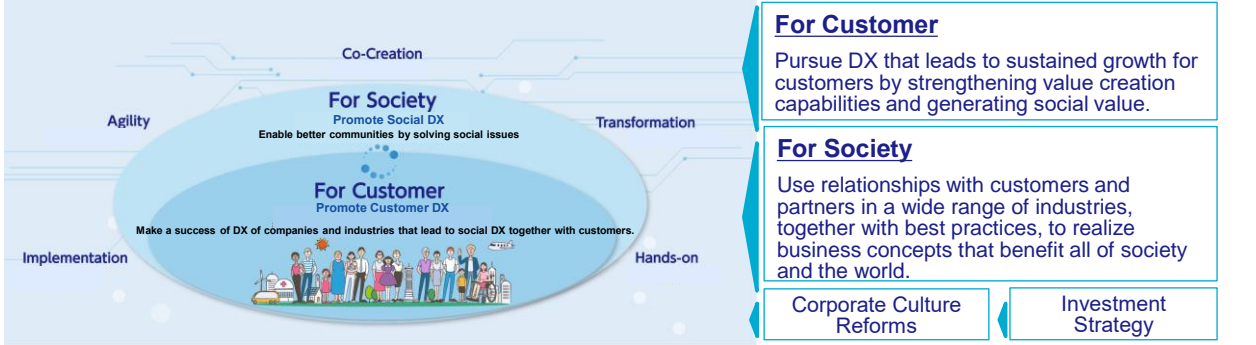 Co-Creation
Agility
Transformation
For Society
Promote Social DX
Enable better communities by solving social issues
For Customer
Promote Customer DX
Make a success of DX of companies and industries that lead to social DX together with customers.
Implementation
Hands-on
For Customer
Pursue DX that leads to sustained growth for
customers by strengthening value creation
capabilities and generating social value.
For Society
Use relationships with customers and
partners in a wide range of industries,
together with best practices, to realize
business concepts that benefit all of society
and the world.
Corporate Culture
Reforms
Investment
Strategy